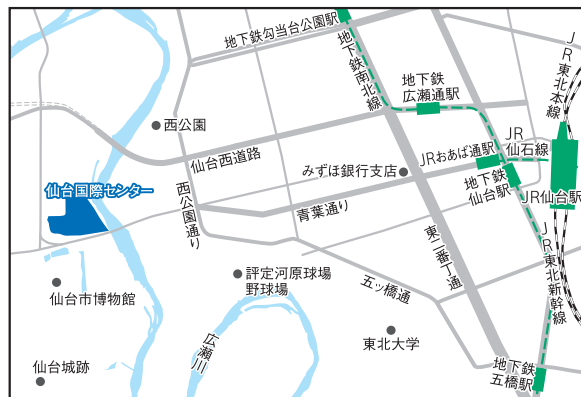 地下鉄勾当台公園駅
地下鉄南北線
地下鉄
広瀬通駅
JR東北本線
西公園
仙台西道路
JR
仙石線
JRあおば通駅
みずほ銀行支店
地下鉄
仙台駅
JR仙台駅
仙台国際センター
西公園通り
青葉通り
東二番丁通
JR東北新幹線
仙台市博物館
評定河原球場
野球場
五ッ橋通
広瀬川
東北大学
仙台城跡
地下鉄
五橋駅